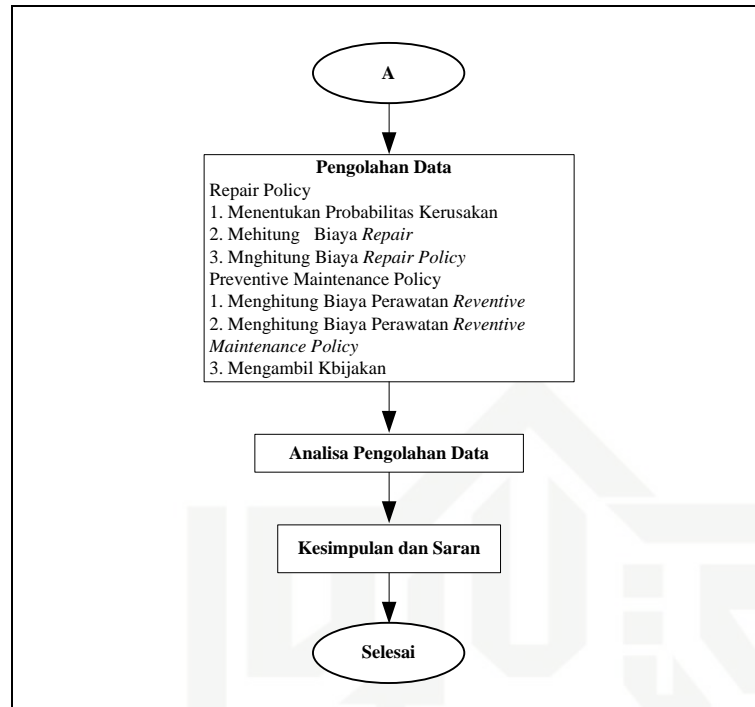 A
Pengolahan Data
Repair Policy
1. Menentukan Probabilitas Kerusakan
2. Mehitung Biaya Repair
3. Mnghitung Biaya Repair Policy
Preventive Maintenance Policy
1. Menghitung Biaya Perawatan Reventive
2. Menghitung Biaya Perawatan Reventive
Maintenance Policy
3. Mengambil Kbijakan
Analisa Pengolahan Data
Kesimpulan dan Saran
Selesai